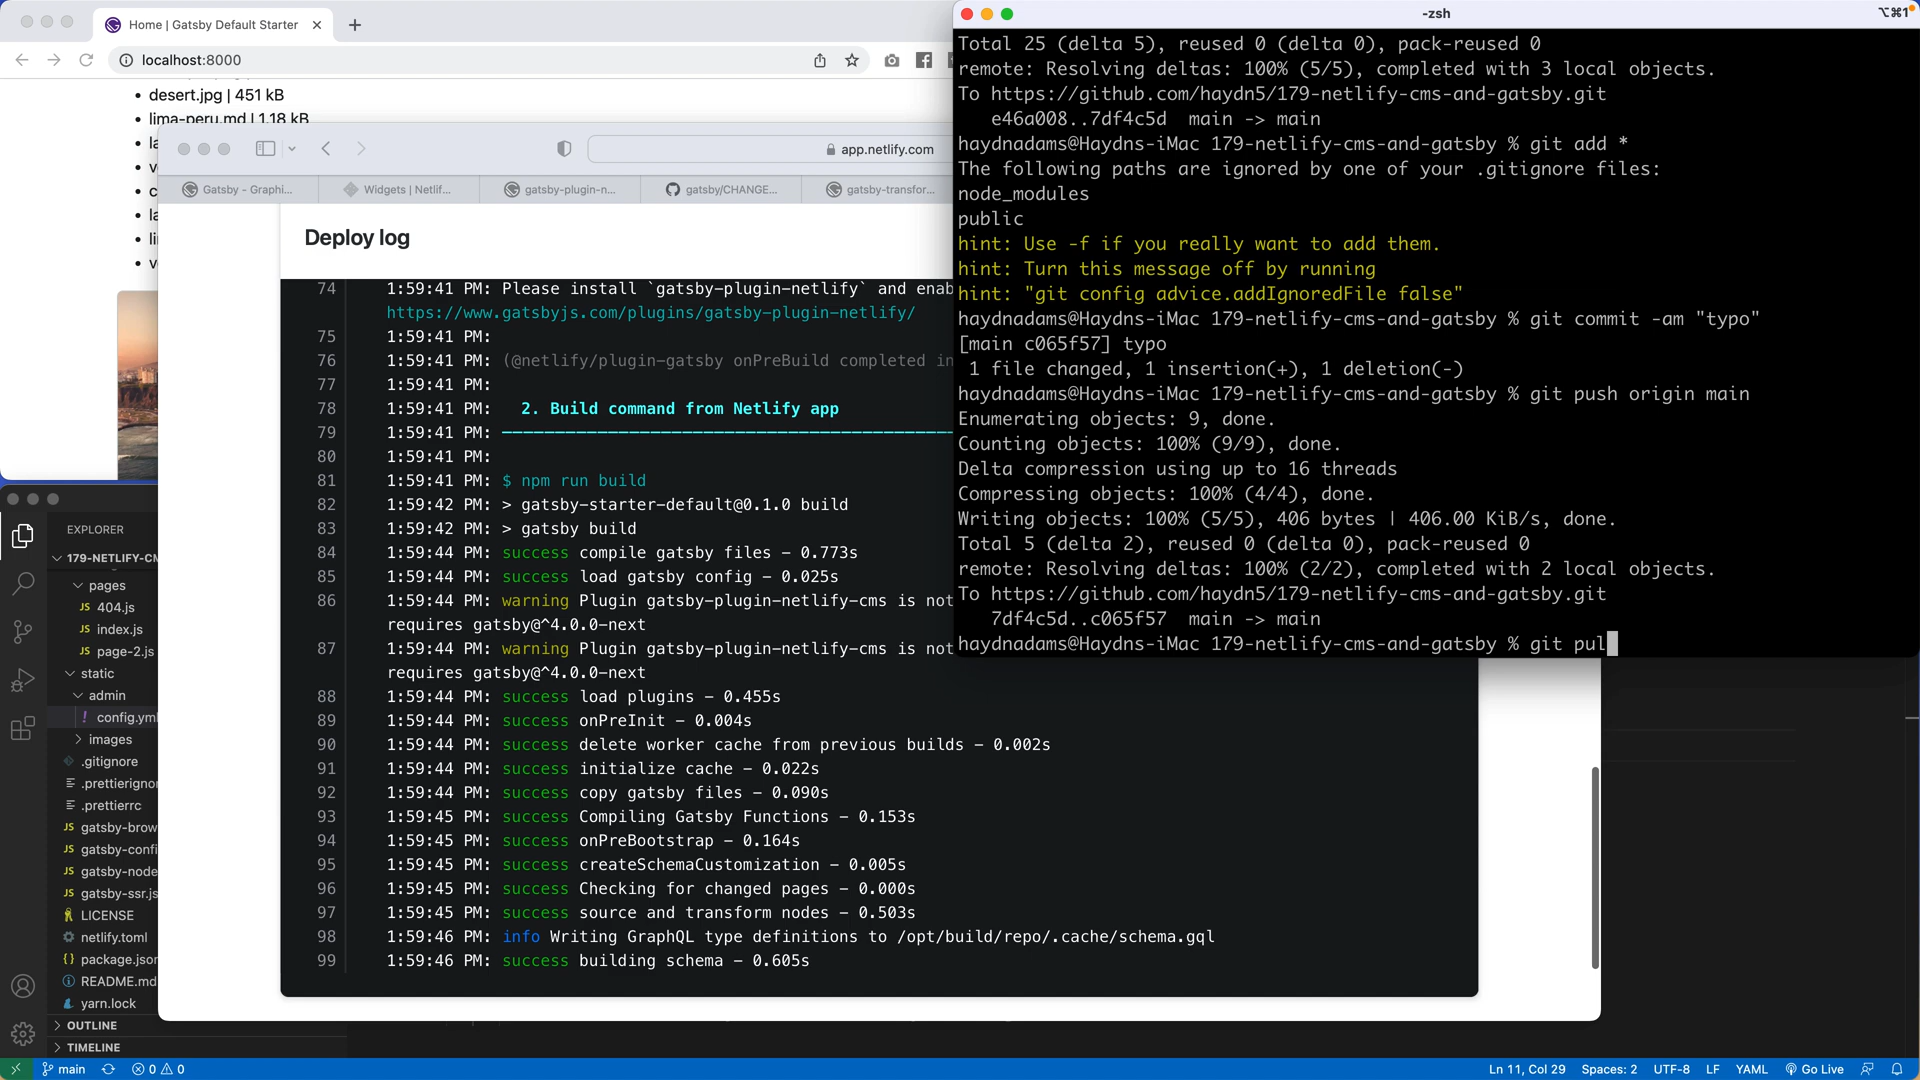 Home | Gatsby Default Starter
localhost:8000
desert.jpg | 451 kB
lima-peru.md | 1.18 kB
app.netlify.com
Gatsby - Graphi...
Widgets | Netlif...
gatsby-plugin-n...
gatsby/CHANGE...
gatsby-transfor...
Deploy log
74 1:59:41 PM: Please install `gatsby-plugin-netlify` and enab
https://www.gatsbyjs.com/plugins/gatsby-plugin-netlify/
75 1:59:41 PM:
76 1:59:41 PM: (@netlify/plugin-gatsby onPreBuild completed in
77 1:59:41 PM:
78 1:59:41 PM: 2. Build command from Netlify app
79 1:59:41 PM: ────────────────────────────────
80 1:59:41 PM:
81 1:59:41 PM: $ npm run build
82 1:59:42 PM: > gatsby-starter-default@0.1.0 build
83 1:59:42 PM: > gatsby build
84 1:59:44 PM: success compile gatsby files - 0.773s
85 1:59:44 PM: success load gatsby config - 0.025s
86 1:59:44 PM: warning Plugin gatsby-plugin-netlify-cms is not
requires gatsby@^4.0.0-next
87 1:59:44 PM: warning Plugin gatsby-plugin-netlify-cms is not
requires gatsby@^4.0.0-next
88 1:59:44 PM: success load plugins - 0.455s
89 1:59:44 PM: success onPreInit - 0.004s
90 1:59:44 PM: success delete worker cache from previous builds - 0.002s
91 1:59:44 PM: success initialize cache - 0.022s
92 1:59:44 PM: success copy gatsby files - 0.090s
93 1:59:45 PM: success Compiling Gatsby Functions - 0.153s
94 1:59:45 PM: success onPreBootstrap - 0.164s
95 1:59:45 PM: success createSchemaCustomization - 0.005s
96 1:59:45 PM: success Checking for changed pages - 0.000s
97 1:59:45 PM: success source and transform nodes - 0.503s
98 1:59:46 PM: info Writing GraphQL type definitions to /opt/build/repo/.cache/schema.gql
99 1:59:46 PM: success building schema - 0.605s
-zsh
⌥⌘1
Total 25 (delta 5), reused 0 (delta 0), pack-reused 0
remote: Resolving deltas: 100% (5/5), completed with 3 local objects.
To https://github.com/haydn5/179-netlify-cms-and-gatsby.git
e46a008..7df4c5d main -> main
haydnadams@Haydns-iMac 179-netlify-cms-and-gatsby % git add *
The following paths are ignored by one of your .gitignore files:
node_modules
public
hint: Use -f if you really want to add them.
hint: Turn this message off by running
hint: "git config advice.addIgnoredFile false"
haydnadams@Haydns-iMac 179-netlify-cms-and-gatsby % git commit -am "typo"
[main c065f57] typo
1 file changed, 1 insertion(+), 1 deletion(-)
haydnadams@Haydns-iMac 179-netlify-cms-and-gatsby % git push origin main
Enumerating objects: 9, done.
Counting objects: 100% (9/9), done.
Delta compression using up to 16 threads
Compressing objects: 100% (4/4), done.
Writing objects: 100% (5/5), 406 bytes | 406.00 KiB/s, done.
Total 5 (delta 2), reused 0 (delta 0), pack-reused 0
remote: Resolving deltas: 100% (2/2), completed with 2 local objects.
To https://github.com/haydn5/179-netlify-cms-and-gatsby.git
7df4c5d..c065f57 main -> main
haydnadams@Haydns-iMac 179-netlify-cms-and-gatsby % git pul
EXPLORER
179-NETLIFY-CM
pages
JS 404.js
JS index.js
JS page-2.js
static
admin
! config.yml
images
.gitignore
.prettierignor
.prettierrc
JS gatsby-brow
JS gatsby-confi
JS gatsby-node
JS gatsby-ssr.js
LICENSE
netlify.toml
{} package.json
README.md
yarn.lock
OUTLINE
TIMELINE
main
0 0
Ln 11, Col 29
Spaces: 2
UTF-8
LF
YAML
Go Live